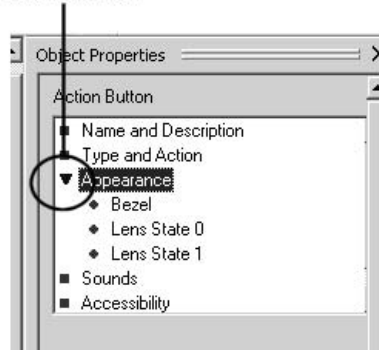 Object Properties
Action Button
Name and Description
Type and Action
Appearance
Bezel
Lens State 0
Lens State 1
Sounds
Accessibility